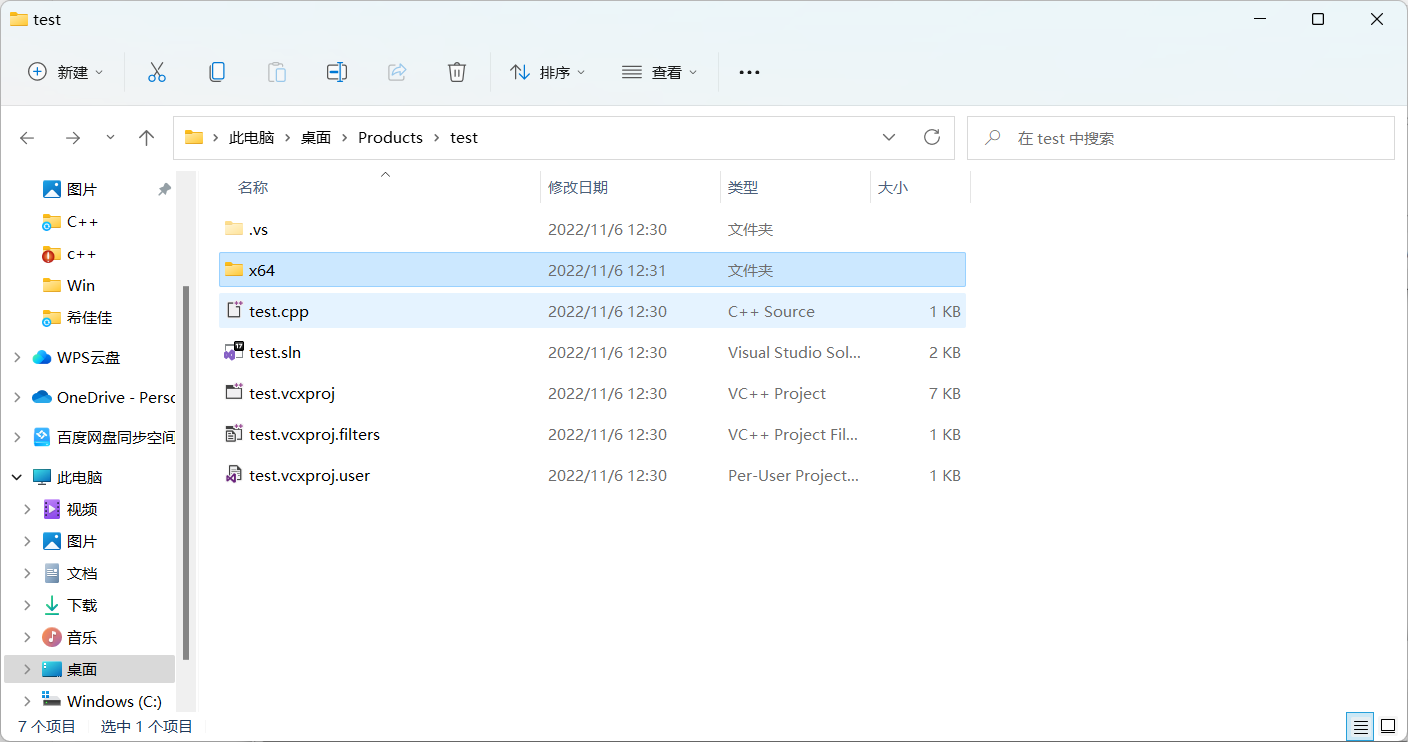 test
新建
排序
查看
此电脑 > 桌面 > Products > test
在 test 中搜索
图片
C++
c++
Win
希佳佳
WPS云盘
OneDrive - Perso
百度网盘同步空间
此电脑
视频
图片
文档
下载
音乐
桌面
Windows (C:)
名称 修改日期 类型 大小
.vs 2022/11/6 12:30 文件夹
x64 2022/11/6 12:31 文件夹
test.cpp 2022/11/6 12:30 C++ Source 1 KB
test.sln 2022/11/6 12:30 Visual Studio Sol... 2 KB
test.vcxproj 2022/11/6 12:30 VC++ Project 7 KB
test.vcxproj.filters 2022/11/6 12:30 VC++ Project Fil... 1 KB
test.vcxproj.user 2022/11/6 12:30 Per-User Project... 1 KB
7 个项目 选中 1 个项目